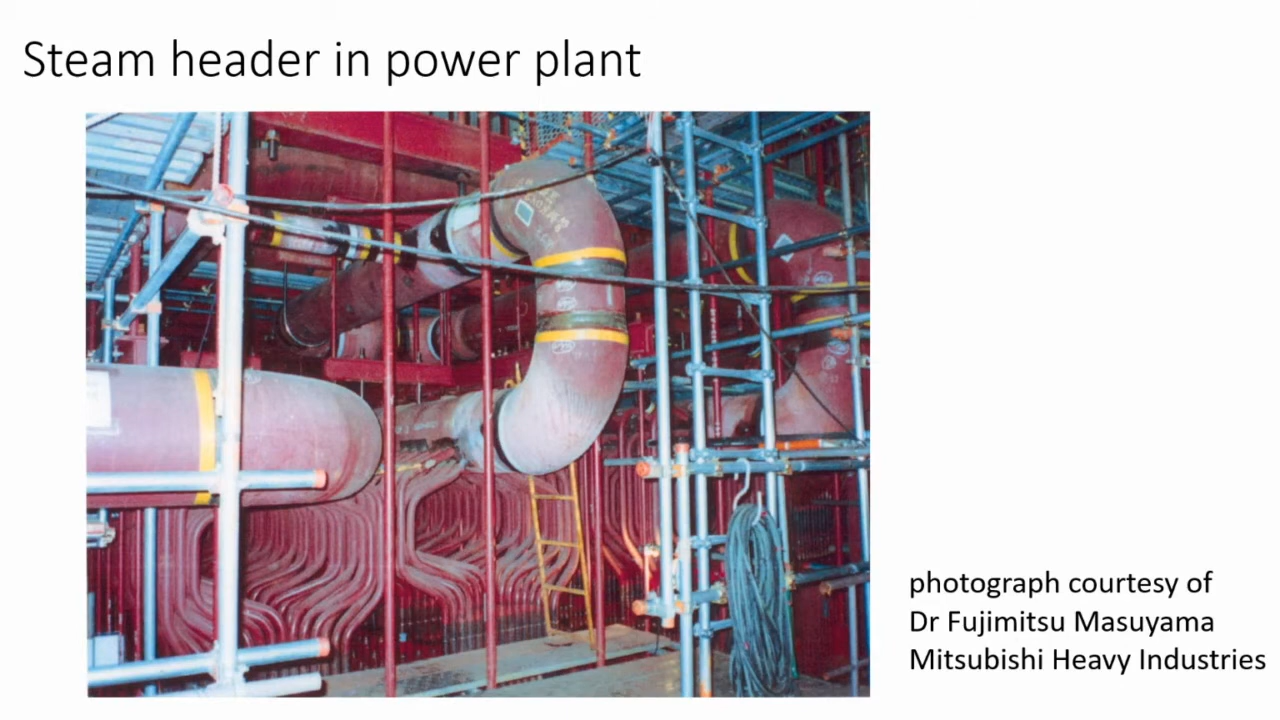 Steam header in power plant
photograph courtesy of
Dr Fujimitsu Masuyama
Mitsubishi Heavy Industries